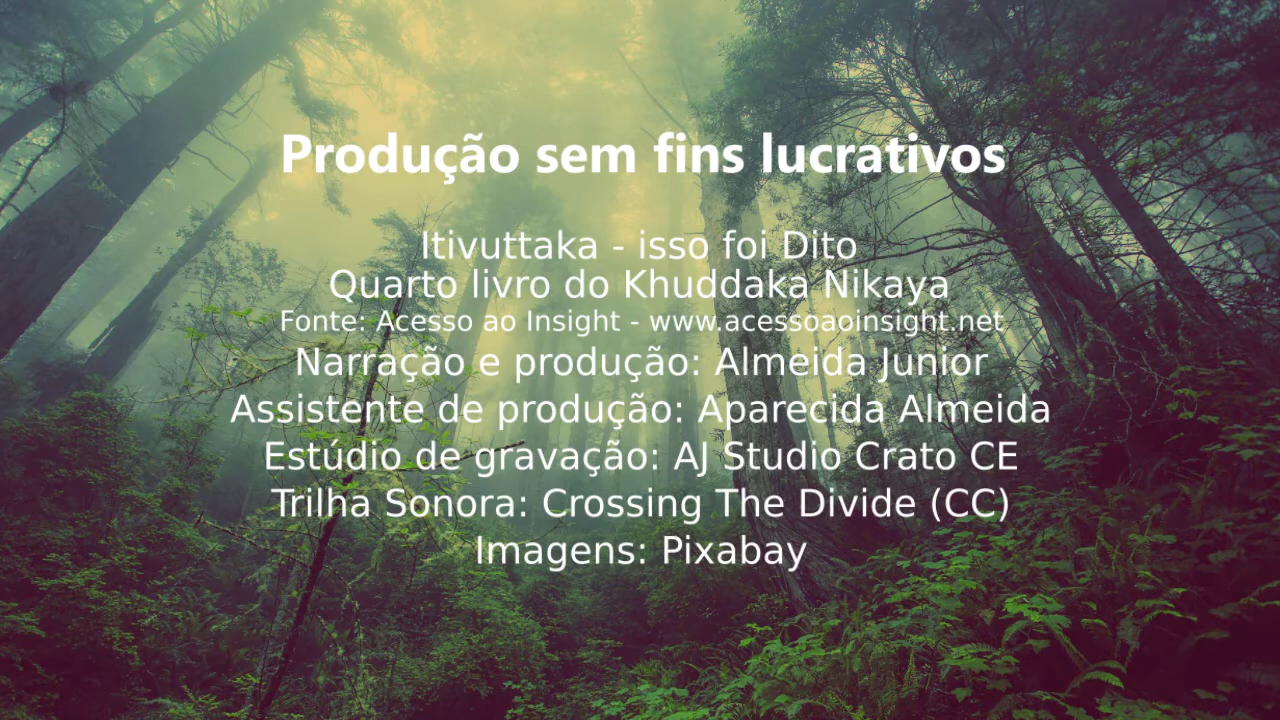 Produção sem fins lucrativos
Itivuttaka - isso foi Dito
Quarto livro do Khuddaka Nikaya
Fonte: Acesso ao Insight - www.acessoaoinsight.net
Narração e produção: Almeida Junior
Assistente de produção: Aparecida Almeida
Estúdio de gravação: AJ Studio Crato CE
Trilha Sonora: Crossing The Divide (CC)
Imagens: Pixabay